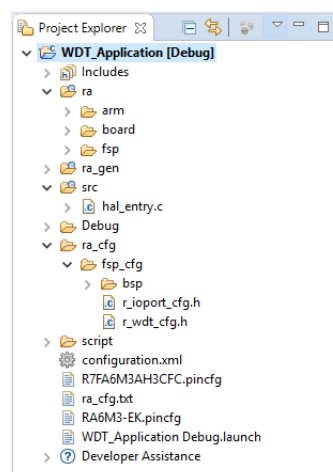 Project Explorer
WDT_Application [Debug]
Includes
ra
arm
board
fsp
ra_gen
src
hal_entry.c
Debug
ra_cfg
fsp_cfg
bsp
r_ioport_cfg.h
r_wdt_cfg.h
script
configuration.xml
R7FA6M3AH3CFC.pincfg
ra_cfg.txt
RA6M3-EK.pincfg
WDT_Application Debug.launch
Developer Assistance